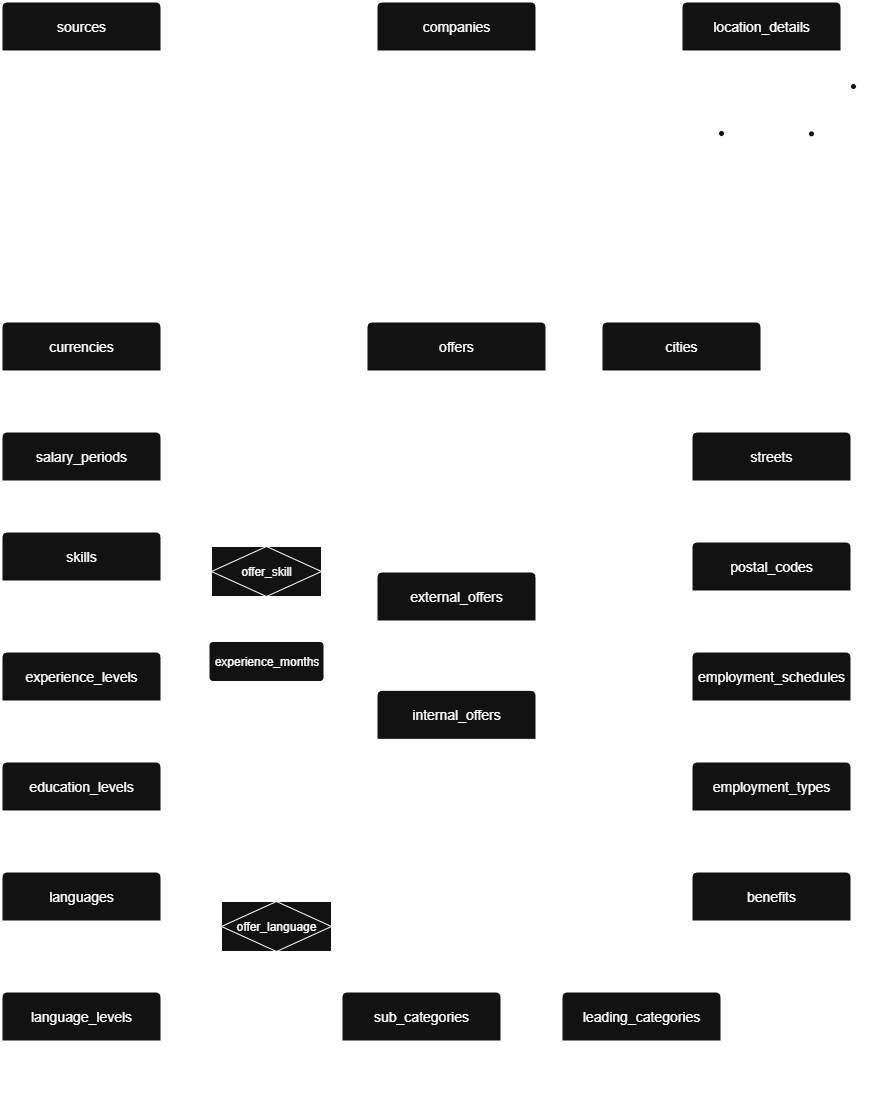 sources
companies
location_details
currencies
offers
cities
salary_periods
streets
skills
offer_skill
postal_codes
external_offers
experience_months
experience_levels
employment_schedules
internal_offers
education_levels
employment_types
languages
benefits
offer_language
language_levels
sub_categories
leading_categories